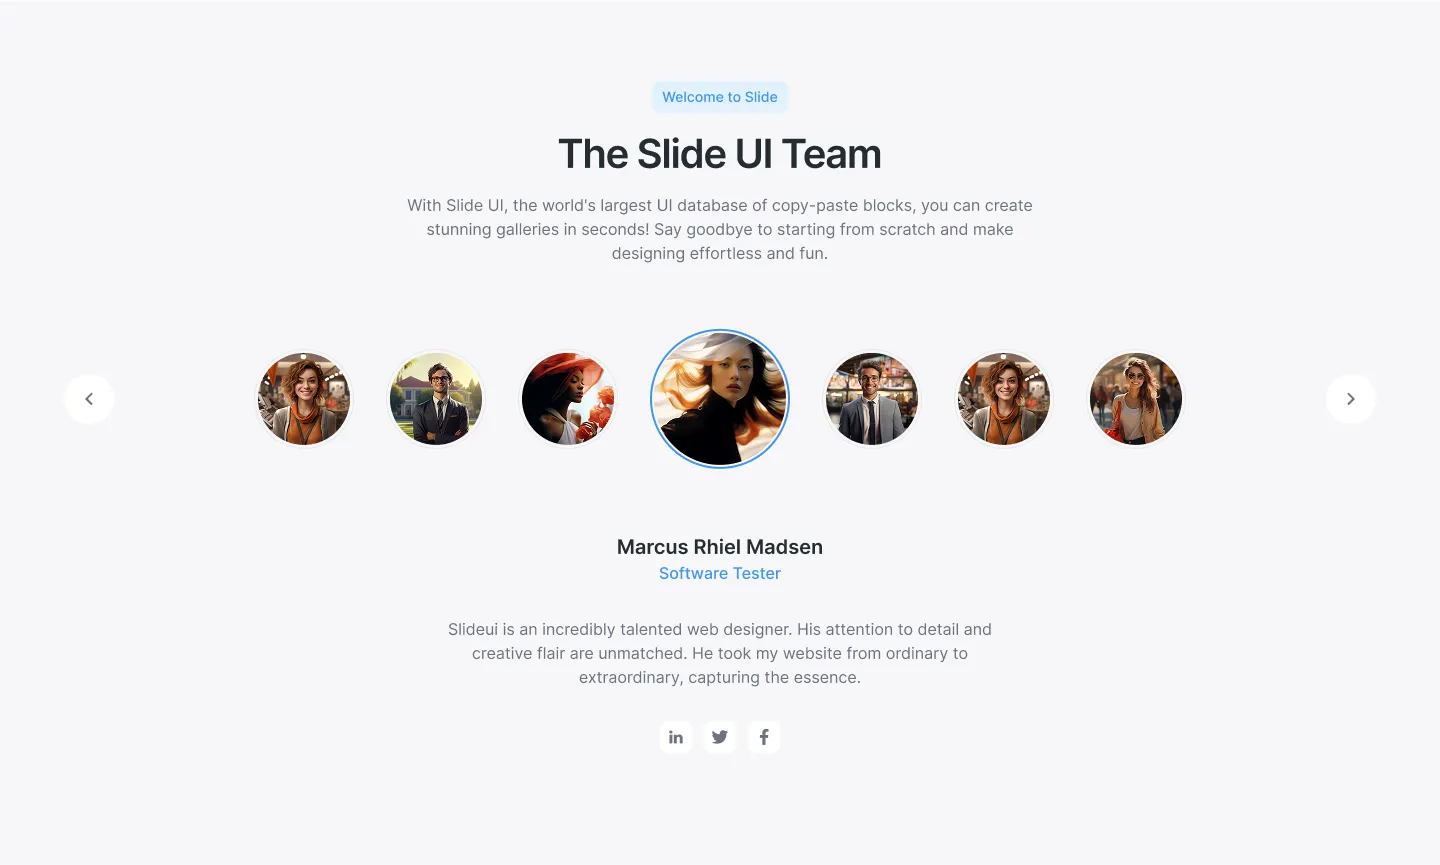 Welcome to Slide
The Slide UI Team
With Slide UI, the world's largest UI database of copy-paste blocks, you can create
stunning galleries in seconds! Say goodbye to starting from scratch and make
designing effortless and fun.
Marcus Rhiel Madsen
Software Tester
Slideui is an incredibly talented web designer. His attention to detail and
creative flair are unmatched. He took my website from ordinary to
extraordinary, capturing the essence.